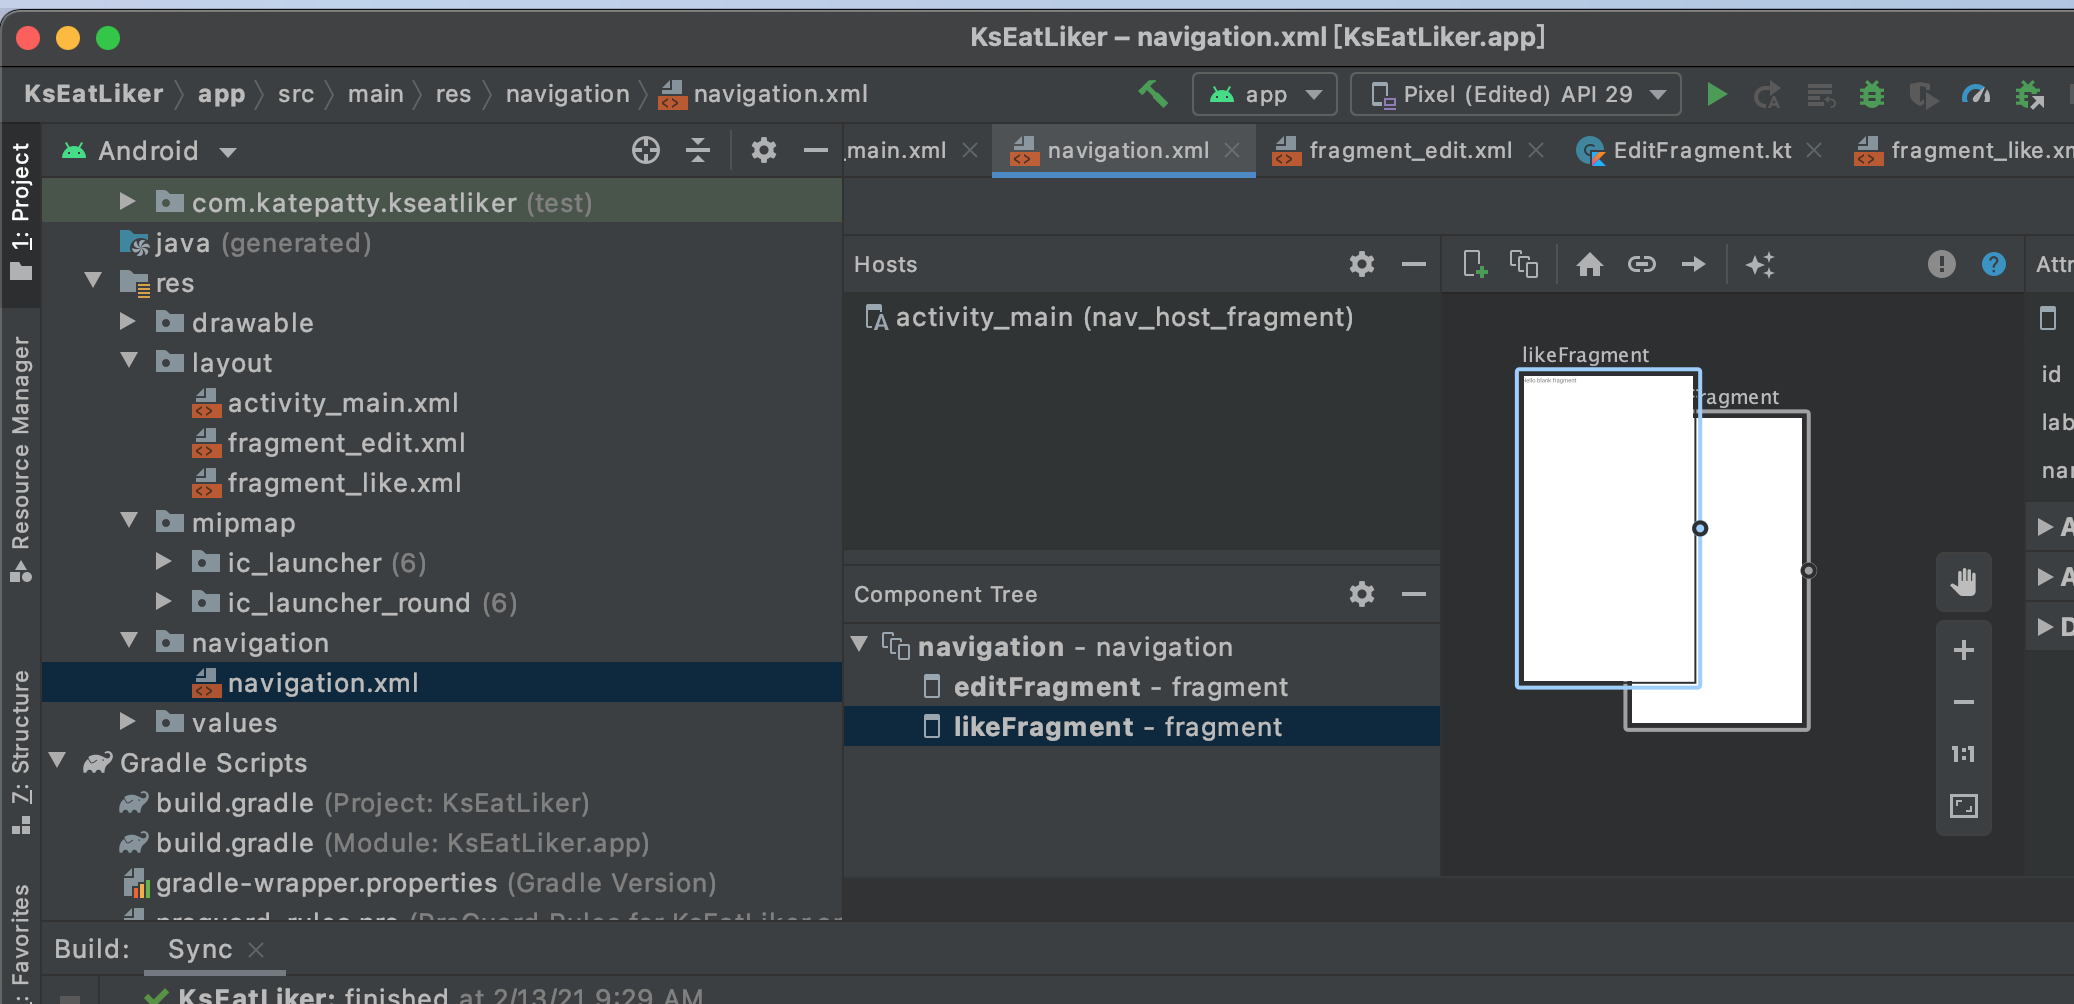 KsEatLiker – navigation.xml [KsEatLiker.app]
KsEatLiker app src main res navigation navigation.xml
app
Pixel (Edited) API 29
1: Project
Resource Manager
Z: Structure
Favorites
Android
com.katepatty.kseatliker (test)
java (generated)
res
drawable
layout
activity_main.xml
fragment_edit.xml
fragment_like.xml
mipmap
ic_launcher (6)
ic_launcher_round (6)
navigation
navigation.xml
values
Gradle Scripts
build.gradle (Project: KsEatLiker)
build.gradle (Module: KsEatLiker.app)
gradle-wrapper.properties (Gradle Version)
_main.xml
navigation.xml
fragment_edit.xml
EditFragment.kt
fragment_like.xm
Hosts
activity_main (nav_host_fragment)
Component Tree
navigation - navigation
editFragment - fragment
likeFragment - fragment
likeFragment
ragment
1:1
Attr
id
lab
nar
A
A
D
Build: Sync
KsEatLiker: finished at 2/13/21 9:29 AM